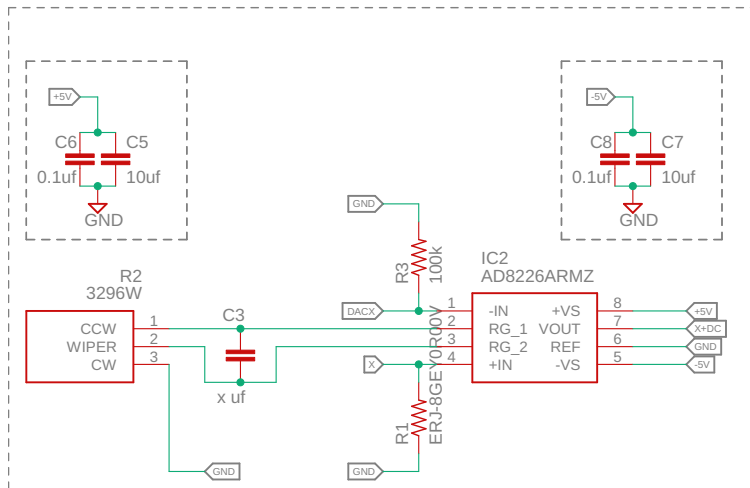 +5V
-5V
C6
C5
0.1uf
10uf
GND
C8
C7
0.1uf
10uf
GND
GND
R3
100k
IC2
AD8226ARMZ
R2
3296W
C3
DACX
1
-IN
+VS
8
+5V
CCW
1
2
RG_1
VOUT
7
X+DC
WIPER
2
3
RG_2
REF
6
GND
CW
3
X
4
+IN
-VS
5
-5V
x uf
R1
ERJ-8GEY0R00V
GND
GND